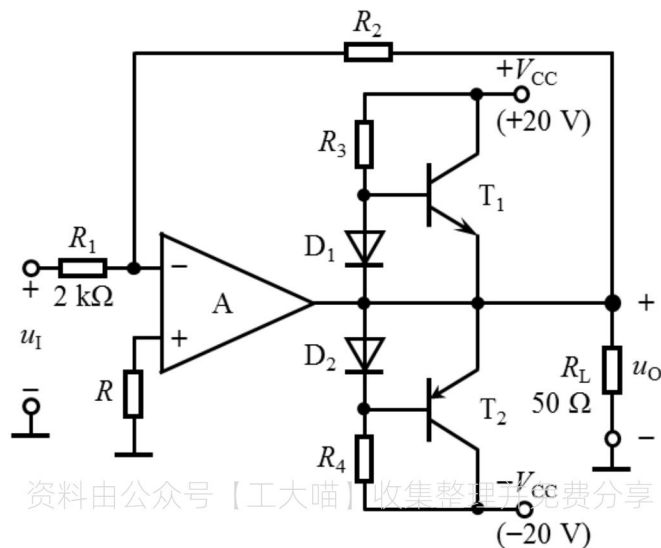 R2
+VCC
(+20 V)
R3
T1
R1
D1
2 kΩ
−
+
A
+
uI
D2
+
RL
uO
−
R
T2
50 Ω
−
R4
−VCC
(−20 V)
资料由公众号【工大喵】收集整理并免费分享